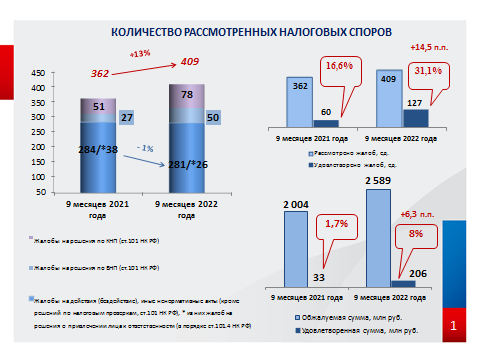 КОЛИЧЕСТВО РАССМОТРЕННЫХ НАЛОГОВЫХ СПОРОВ
+13%
362
409
450
400
350
300
250
200
150
100
50
51
27
284/*38
- 1%
78
50
281/*26
9 месяцев 2021 года
9 месяцев 2022 года
Жалобы на решения по КНП (ст.101 НК РФ)
Жалобы на решения по ВНП (ст.101 НК РФ)
Жалобы на действия (бездействие), иные ненормативные акты (кроме
решений по налоговым проверкам, ст.101 НК РФ), * из них жалоб на
решения о привлечении лица к ответственности (в порядке ст.101.4 НК РФ)
+14,5 п.п.
16,6%
31,1%
362
60
409
127
9 месяцев 2021 года
9 месяцев 2022 года
Рассмотрено жалоб, ед.
Удовлетворено жалоб, ед.
2 589
2 004
+6,3 п.п.
1,7%
8%
33
206
9 месяцев 2021 года
9 месяцев 2022 года
Обжалуемая сумма, млн руб.
Удовлетворенная сумма, млн руб.
1